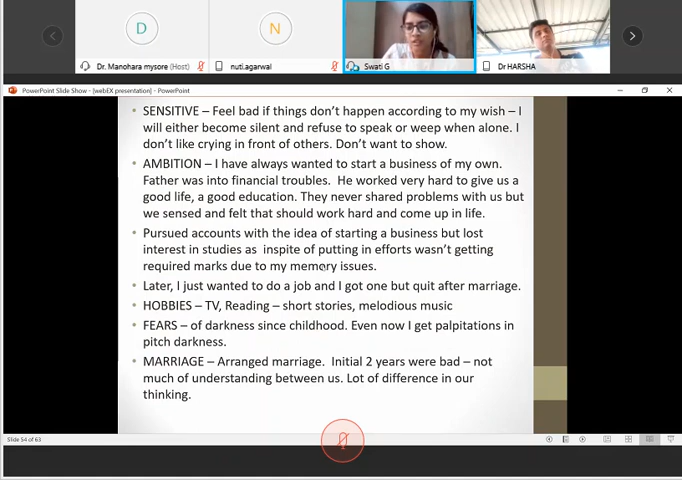 D
N
Dr. Manohara mysore (Host)
nuti.agarwal
Swati G
Dr HARSHA
PowerPoint Slide Show - [webEX presentation] - PowerPoint
• SENSITIVE – Feel bad if things don't happen according to my wish – I
will either become silent and refuse to speak or weep when alone. I
don't like crying in front of others. Don't want to show.
• AMBITION – I have always wanted to start a business of my own.
Father was into financial troubles. He worked very hard to give us a
good life, a good education. They never shared problems with us but
we sensed and felt that should work hard and come up in life.
• Pursued accounts with the idea of starting a business but lost
interest in studies as inspite of putting in efforts wasn't getting
required marks due to my memory issues.
• Later, I just wanted to do a job and I got one but quit after marriage.
• HOBBIES – TV, Reading – short stories, melodious music
• FEARS – of darkness since childhood. Even now I get palpitations in
pitch darkness.
• MARRIAGE – Arranged marriage. Initial 2 years were bad – not
much of understanding between us. Lot of difference in our
thinking.
Slide 54 of 63